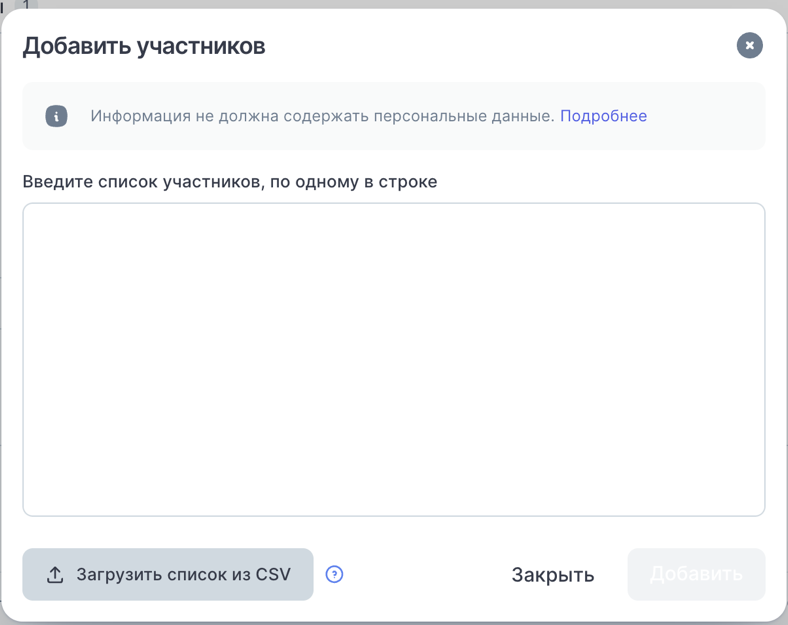 1
Добавить участников
Информация не должна содержать персональные данные. Подробнее
Введите список участников, по одному в строке
Загрузить список из CSV
Закрыть
Добавить